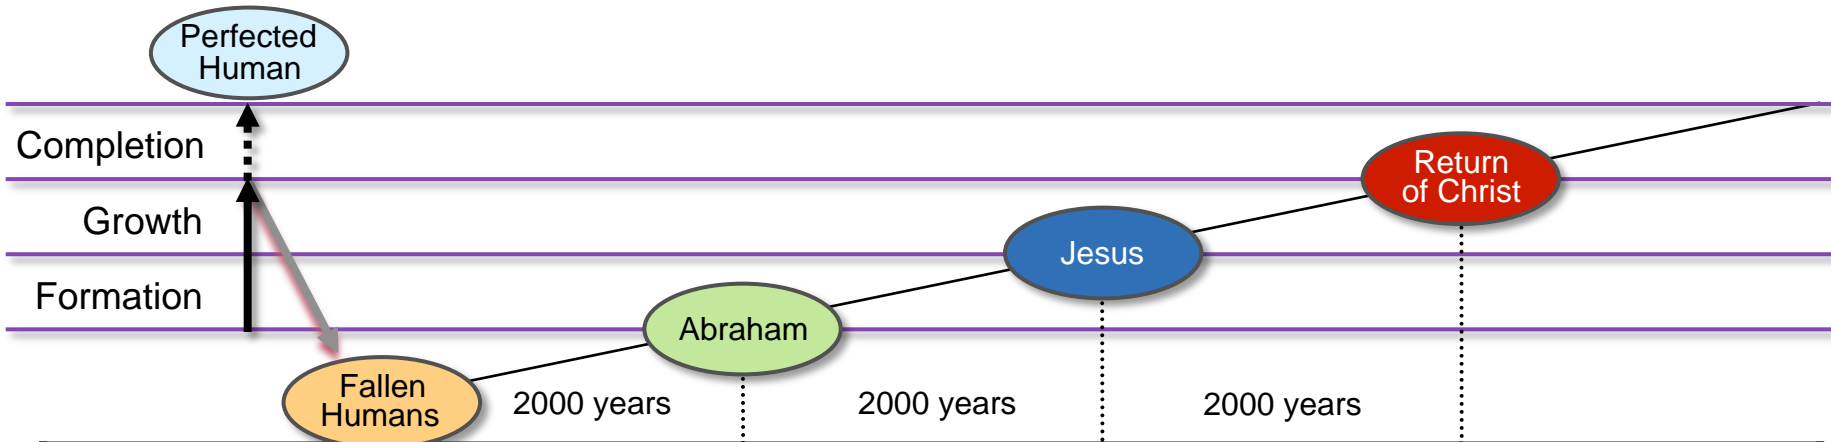 Perfected
Human
Completion
Return
of Christ
Growth
Jesus
Formation
Abraham
Fallen
Humans
2000 years
2000 years
2000 years